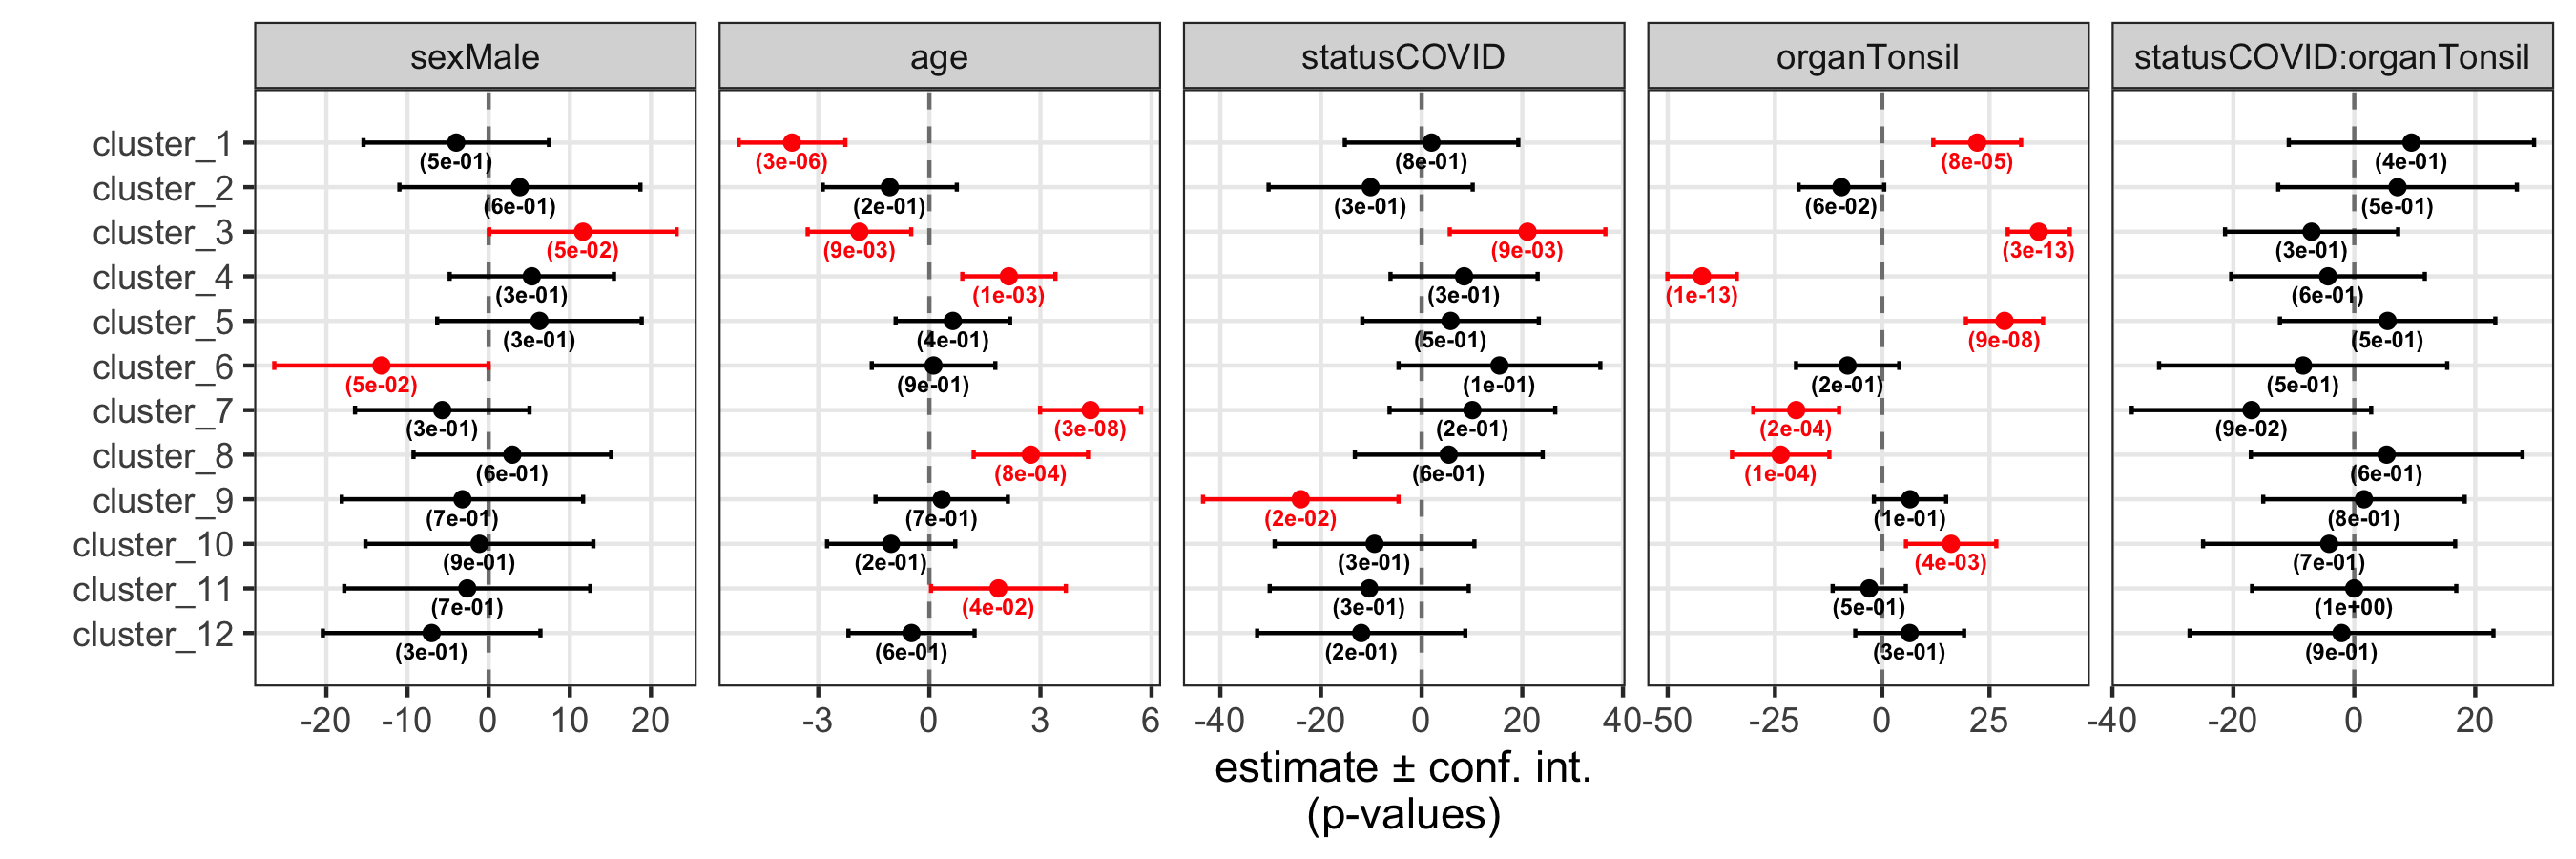 sexMale age statusCOVID organTonsil statusCOVID:organTonsil
cluster_1 (5e-01) (3e-06) (8e-01) (8e-05) (4e-01)
cluster_2 (6e-01) (2e-01) (3e-01) (6e-02) (5e-01)
cluster_3 (5e-02) (9e-03) (9e-03) (3e-13) (3e-01)
cluster_4 (3e-01) (1e-03) (3e-01) (1e-13) (6e-01)
cluster_5 (3e-01) (4e-01) (5e-01) (9e-08) (5e-01)
cluster_6 (5e-02) (9e-01) (1e-01) (2e-01) (5e-01)
cluster_7 (3e-01) (3e-08) (2e-01) (2e-04) (9e-02)
cluster_8 (6e-01) (8e-04) (6e-01) (1e-04) (6e-01)
cluster_9 (7e-01) (7e-01) (2e-02) (1e-01) (8e-01)
cluster_10 (9e-01) (2e-01) (3e-01) (4e-03) (7e-01)
cluster_11 (7e-01) (4e-02) (3e-01) (5e-01) (1e+00)
cluster_12 (3e-01) (6e-01) (2e-01) (3e-01) (9e-01)
-20 -10 0 10 20 -3 0 3 6 -40 -20 0 20 40 -50 -25 0 25 -40 -20 0 20
estimate ± conf. int.
(p-values)